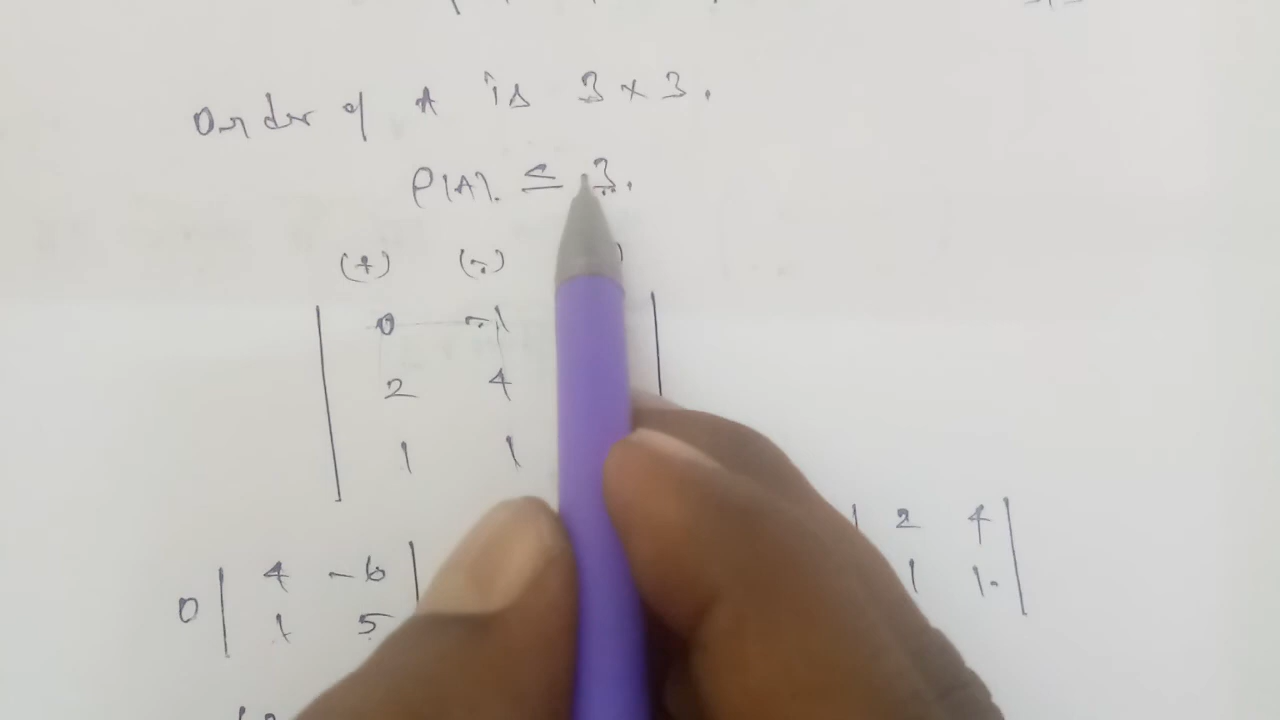 Order of A is 3 × 3.
ρ(A). ≤ 3.
(+) (-) )
| 0 -1 |
| 2 4 |
| 1 1
0 | 4 -6 | | 2 4 |
| 1 5 1 1. |